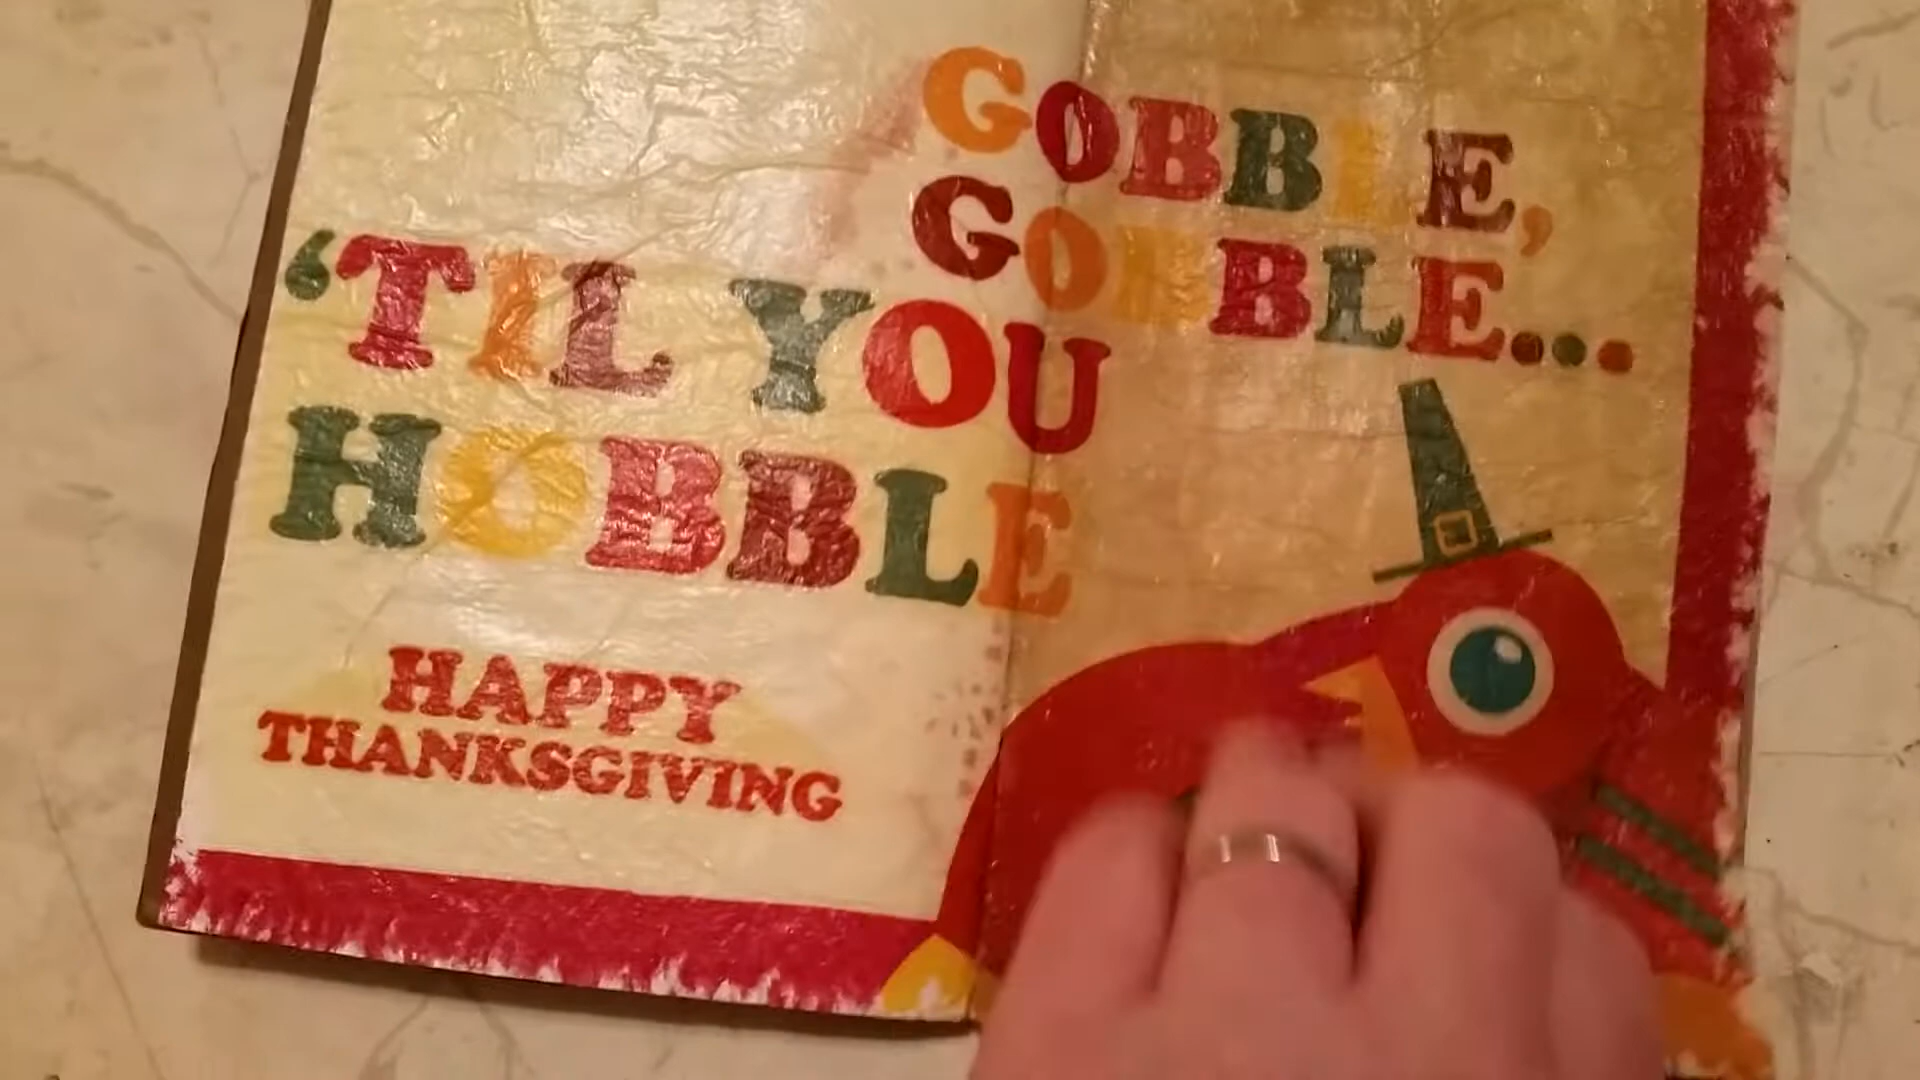 GOBBLE,
GOBBLE...
‘TIL YOU
HOBBLE
HAPPY
THANKSGIVING